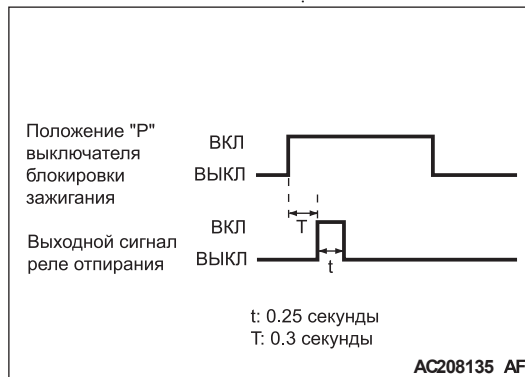 Положение "P"
выключателя
блокировки
зажигания
ВКЛ
ВЫКЛ
T
Выходной сигнал
реле отпирания
ВКЛ
ВЫКЛ
t
t: 0.25 секунды
T: 0.3 секунды
AC208135 AF